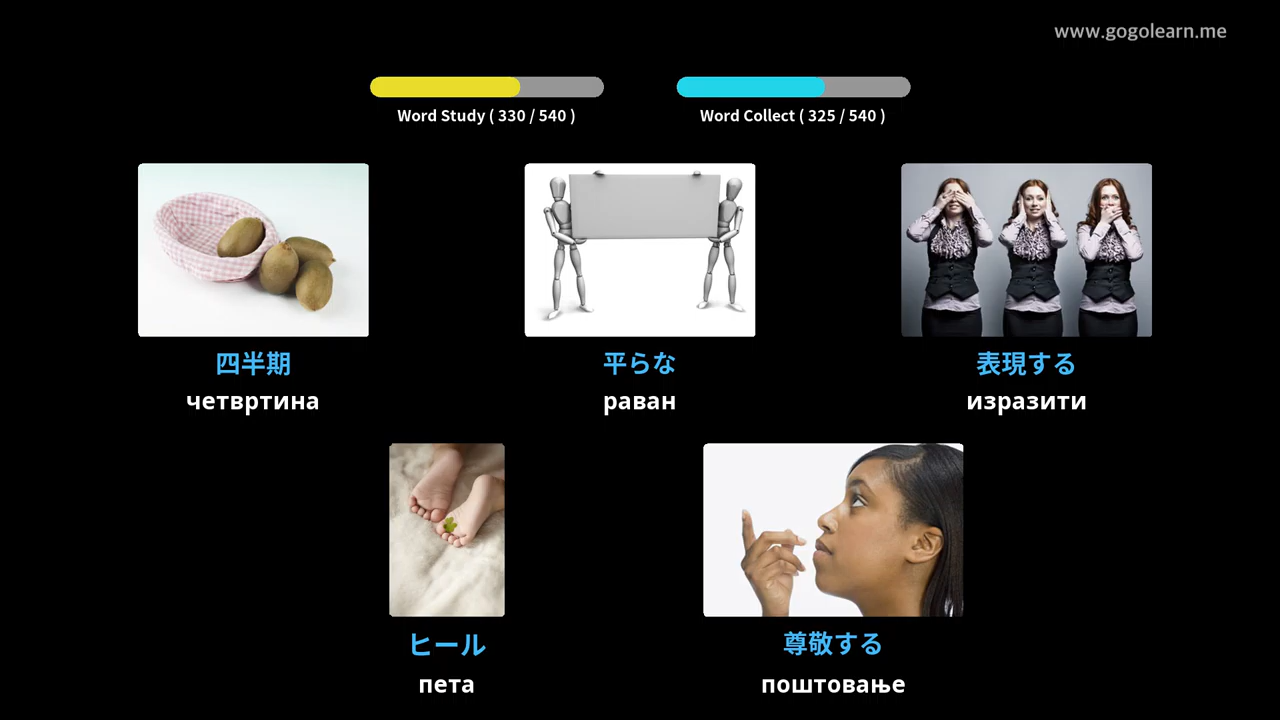 www.gogolearn.me
Word Study ( 330 / 540 )
Word Collect ( 325 / 540 )
四半期
четвртина
平らな
раван
表現する
изразити
ヒール
пета
尊敬する
поштовање